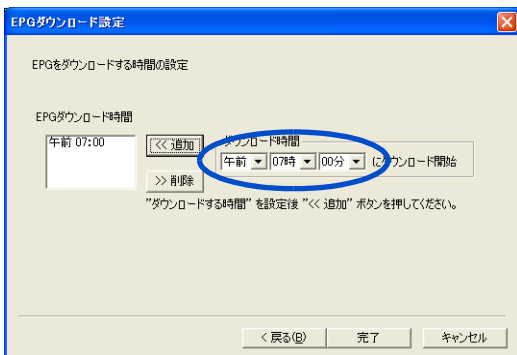 EPGダウンロード設定
EPGをダウンロードする時間の設定
EPGダウンロード時間
午前 07:00
<< 追加
>> 削除
ダウンロード時間
午前 07時 00分 にダウンロード開始
"ダウンロードする時間" を設定後 "<< 追加" ボタンを押してください。
< 戻る(B) 完了 キャンセル